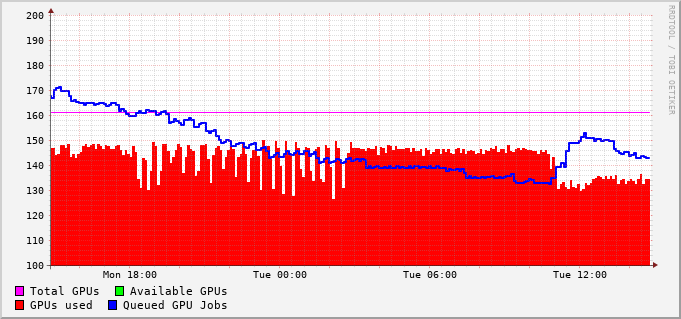 200
190
180
170
160
150
140
130
120
110
100
Mon 18:00 Tue 00:00 Tue 06:00 Tue 12:00
Total GPUs Available GPUs
GPUs used Queued GPU Jobs
RRDTOOL / TOBI OETIKER